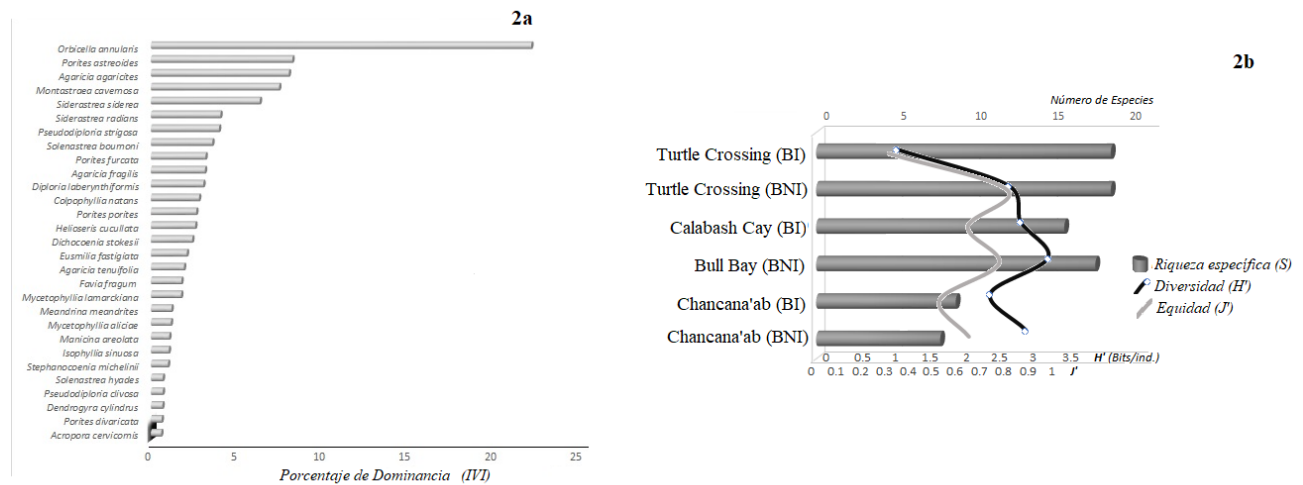 2a
Orbicella annularis
Porites astreoides
Agaricia agaricites
Montastraea cavernosa
Siderastrea siderea
Siderastrea radians
Pseudodiploria strigosa
Solenastrea bournoni
Porites furcata
Agaricia fragilis
Diploria laberynthiformis
Colpophyllia natans
Porites porites
Helioseris cucullata
Dichocoenia stokesii
Eusmilia fastigiata
Agaricia tenuifolia
Favia fragum
Mycetophyllia lamarckiana
Meandrina meandrites
Mycetophyllia aliciae
Manicina areolata
Isophyllia sinuosa
Stephanocoenia michelinii
Solenastrea hyades
Pseudodiploria clivosa
Dendrogyra cylindrus
Porites divaricata
Acropora cervicornis
0 5 10 15 20 25
Porcentaje de Dominancia (IVI)
2b
Número de Especies
0 5 10 15 20
Turtle Crossing (BI)
Turtle Crossing (BNI)
Calabash Cay (BI)
Bull Bay (BNI)
Chancana'ab (BI)
Chancana'ab (BNI)
0 0.5 1 1.5 2 2.5 3 3.5 H' (Bits/ind.)
0 0.1 0.2 0.3 0.4 0.5 0.6 0.7 0.8 0.9 1 J'
Riqueza específica (S)
Diversidad (H')
Equidad (J')